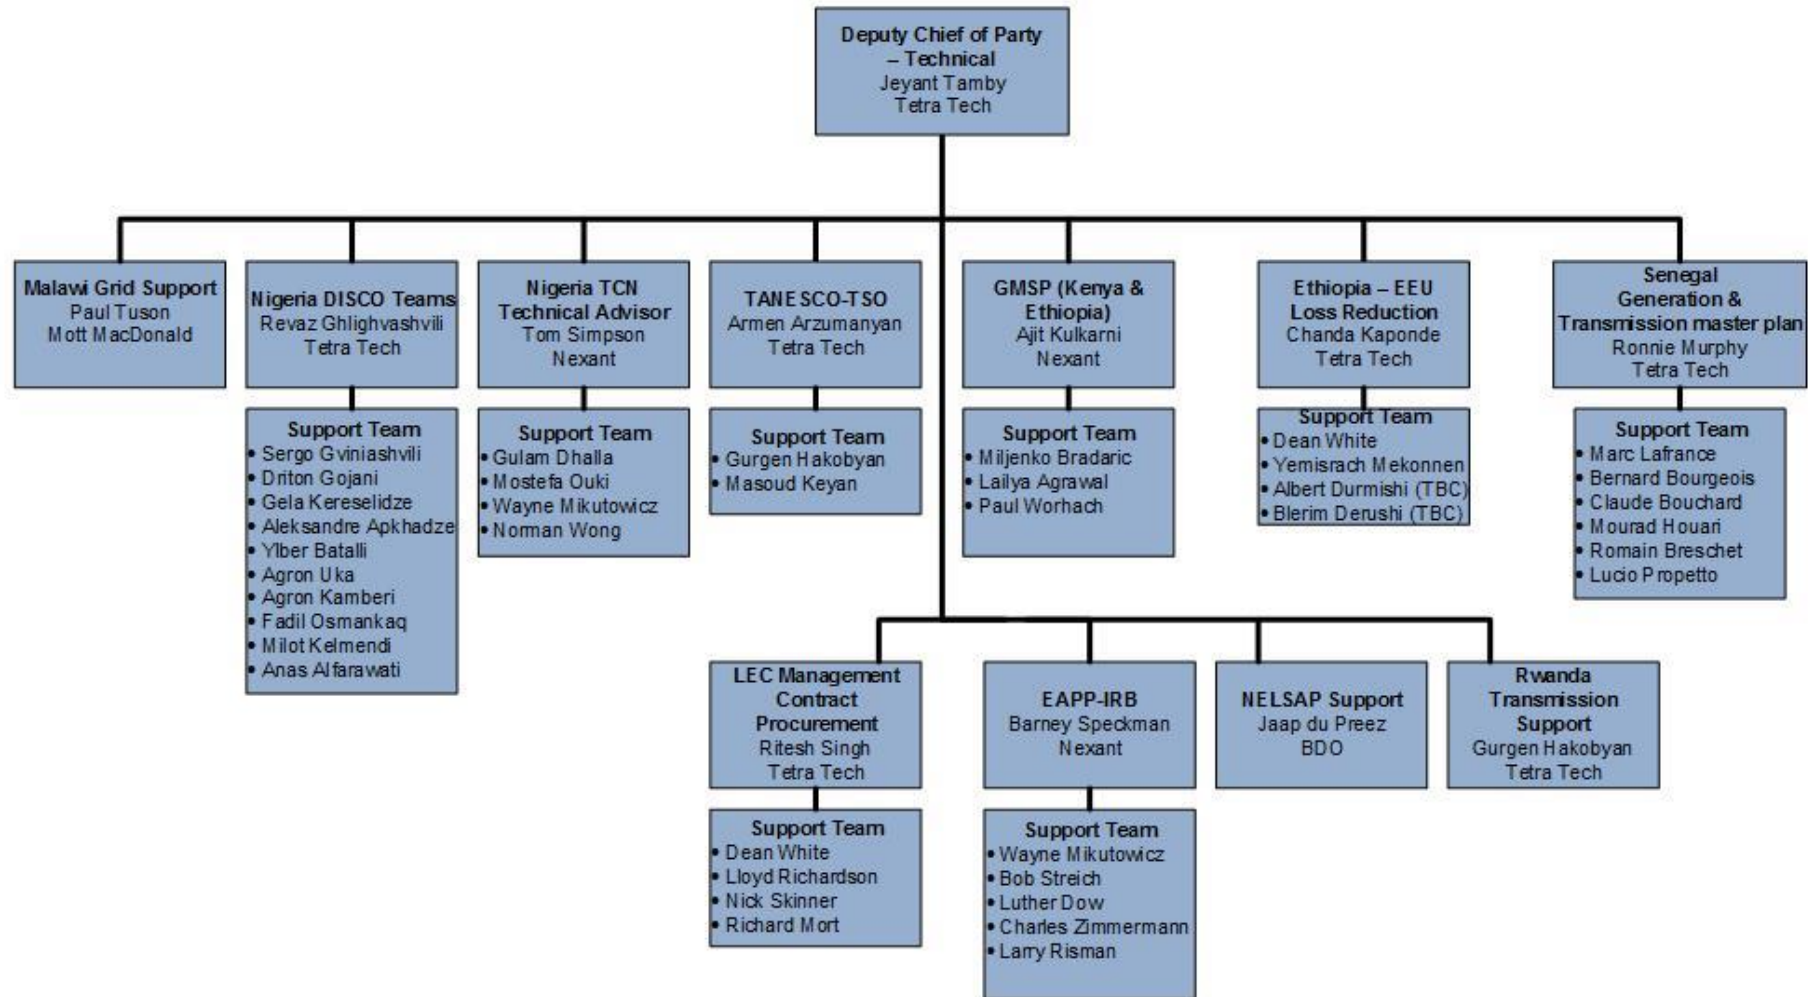 Deputy Chief of Party
– Technical
Jeyant Tamby
Tetra Tech
Malawi Grid Support
Paul Tuson
Mott MacDonald
Nigeria DISCO Teams
Revaz Ghlighvashvili
Tetra Tech
Nigeria TCN
Technical Advisor
Tom Simpson
Nexant
TANESCO-TSO
Armen Arzumanyan
Tetra Tech
GMSP (Kenya &
Ethiopia)
Ajit Kulkarni
Nexant
Ethiopia – EEU
Loss Reduction
Chanda Kaponde
Tetra Tech
Senegal
Generation &
Transmission master plan
Ronnie Murphy
Tetra Tech
Support Team
• Sergo Gviniashvili
• Driton Gojani
• Gela Kereselidze
• Aleksandre Apkhadze
• Ylber Batalli
• Agron Uka
• Agron Kamberi
• Fadil Osmankaq
• Milot Kelmendi
• Anas Alfarawati
Support Team
• Gulam Dhalla
• Mostefa Ouki
• Wayne Mikutowicz
• Norman Wong
Support Team
• Gurgen Hakobyan
• Masoud Keyan
Support Team
• Miljenko Bradaric
• Lailya Agrawal
• Paul Worhach
Support Team
• Dean White
• Yemisrach Mekonnen
• Albert Durmishi (TBC)
• Blerim Derushi (TBC)
Support Team
• Marc Lafrance
• Bernard Bourgeois
• Claude Bouchard
• Mourad Houari
• Romain Breschet
• Lucio Propetto
LEC Management
Contract
Procurement
Ritesh Singh
Tetra Tech
EAPP-IRB
Barney Speckman
Nexant
NELSAP Support
Jaap du Preez
BDO
Rwanda
Transmission
Support
Gurgen Hakobyan
Tetra Tech
Support Team
• Dean White
• Lloyd Richardson
• Nick Skinner
• Richard Mort
Support Team
• Wayne Mikutowicz
• Bob Streich
• Luther Dow
• Charles Zimmermann
• Larry Risman